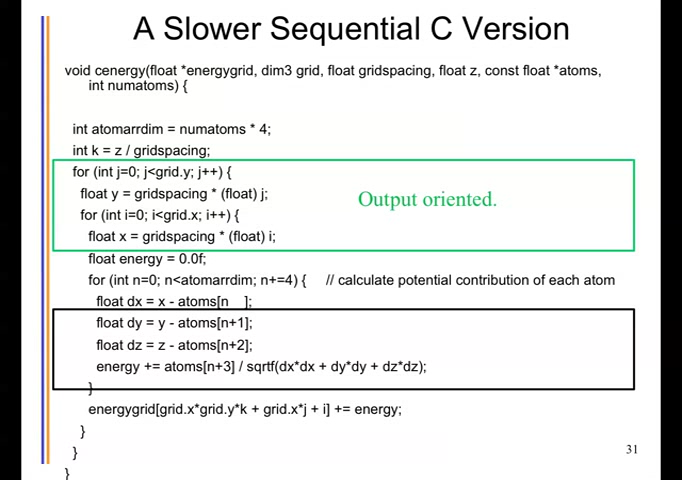 A Slower Sequential C Version
void cenergy(float *energygrid, dim3 grid, float gridspacing, float z, const float *atoms,
int numatoms) {
int atomarrdim = numatoms * 4;
int k = z / gridspacing;
for (int j=0; j<grid.y; j++) {
float y = gridspacing * (float) j;
for (int i=0; i<grid.x; i++) {
float x = gridspacing * (float) i;
Output oriented.
float energy = 0.0f;
for (int n=0; n<atomarrdim; n+=4) { // calculate potential contribution of each atom
float dx = x - atoms[n ];
float dy = y - atoms[n+1];
float dz = z - atoms[n+2];
energy += atoms[n+3] / sqrtf(dx*dx + dy*dy + dz*dz);
}
energygrid[grid.x*grid.y*k + grid.x*j + i] += energy;
}
}
}
31